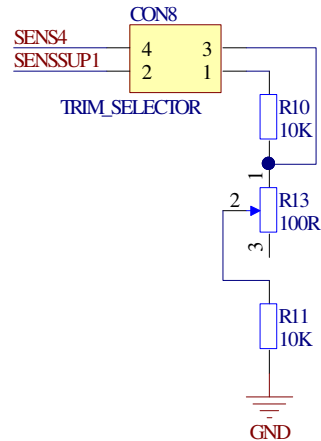 CON8
SENS4
4 3
SENSSUP1
2 1
TRIM_SELECTOR
R10
10K
1
2
R13
100R
3
R11
10K
GND